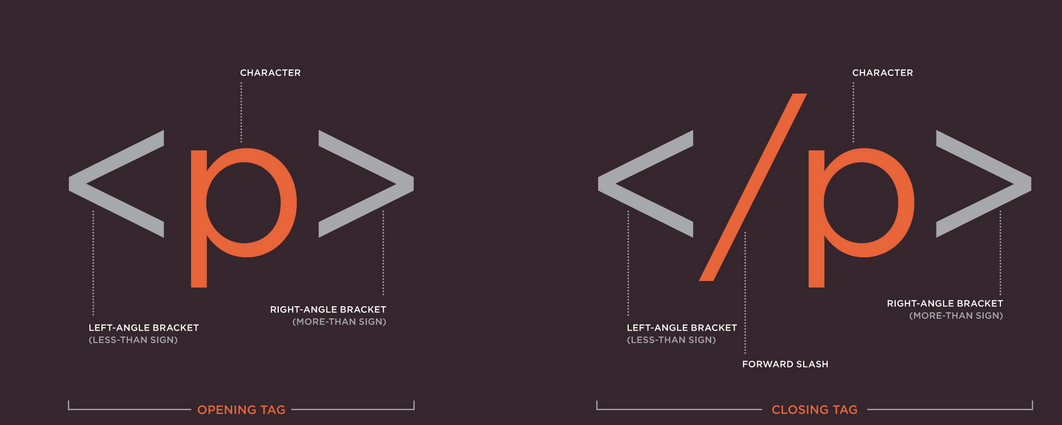 CHARACTER
<p>
LEFT-ANGLE BRACKET
(LESS-THAN SIGN)
RIGHT-ANGLE BRACKET
(MORE-THAN SIGN)
OPENING TAG
CHARACTER
</p>
LEFT-ANGLE BRACKET
(LESS-THAN SIGN)
FORWARD SLASH
RIGHT-ANGLE BRACKET
(MORE-THAN SIGN)
CLOSING TAG